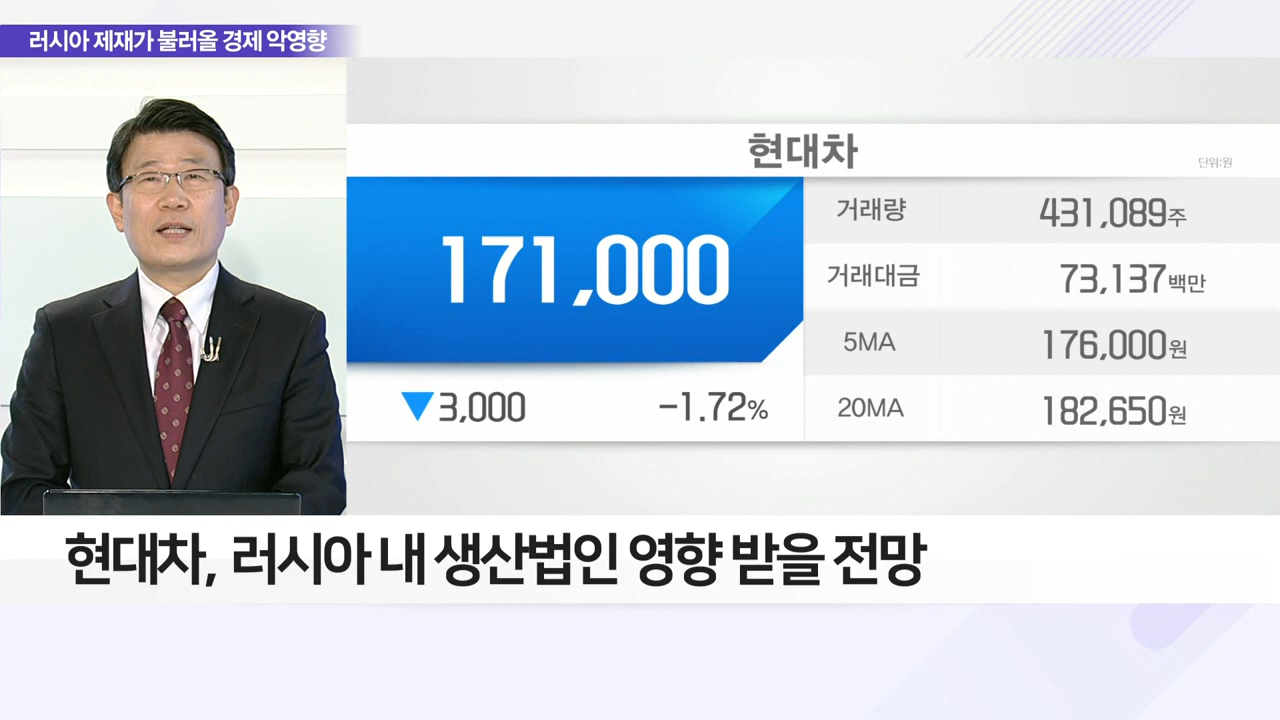 러시아 제재가 불러올 경제 악영향
현대차
단위:원
171,000
▼3,000 -1.72%
거래량 431,089주
거래대금 73,137백만
5MA 176,000원
20MA 182,650원
현대차, 러시아 내 생산법인 영향 받을 전망